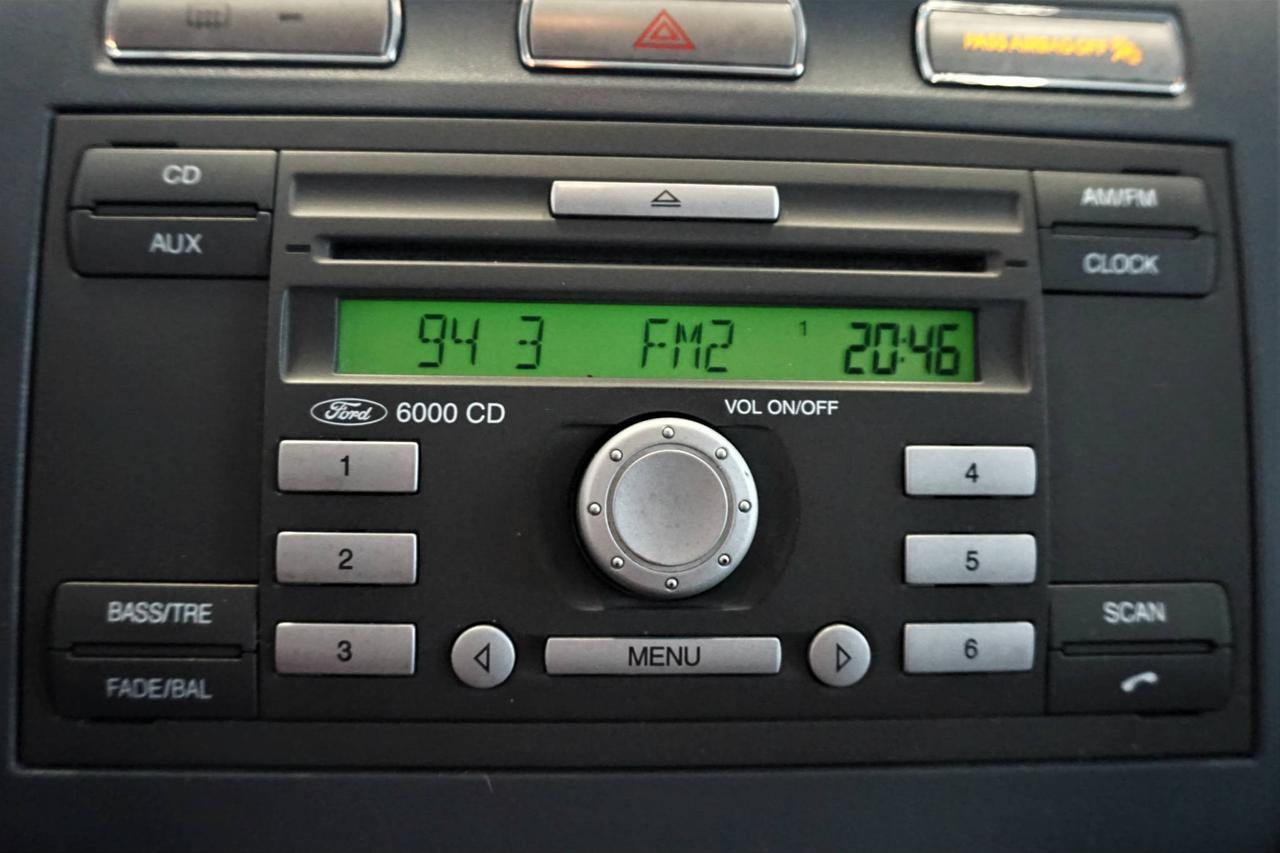 PASS AIRBAG OFF
CD
AM/FM
AUX
CLOCK
94 3 FM2 1 20:46
Ford 6000 CD
VOL ON/OFF
1
4
2
5
BASS/TRE
SCAN
3
MENU
6
FADE/BAL